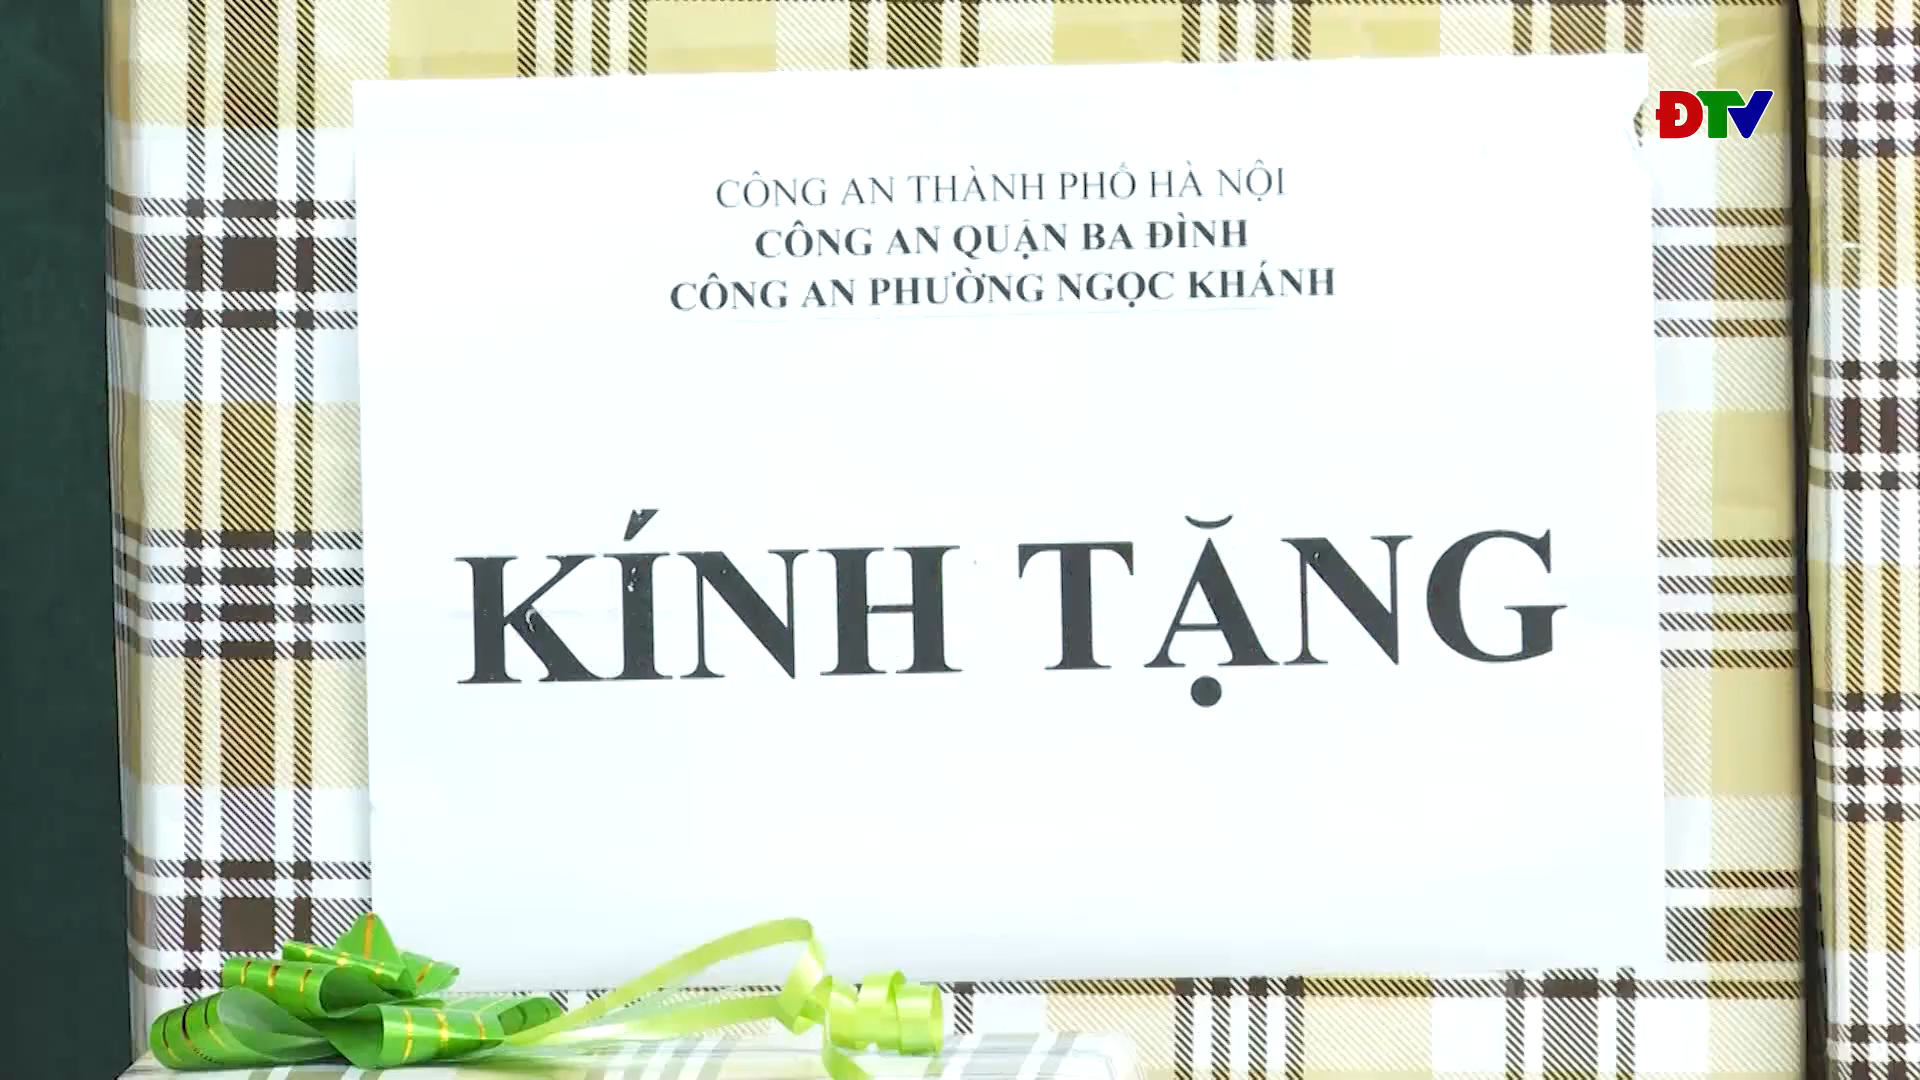 ĐTV
CÔNG AN THÀNH PHỐ HÀ NỘI
CÔNG AN QUẬN BA ĐÌNH
CÔNG AN PHƯỜNG NGỌC KHÁNH
KÍNH TẶNG